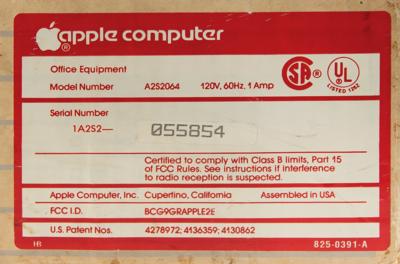 apple computer
Office Equipment
Model Number A2S2064 120V, 60Hz, 1 Amp
SA
UL
LISTED 12S2
Serial Number
1A2S2— 055854
Certified to comply with Class B limits, Part 15
of FCC Rules. See instructions if interference
to radio reception is suspected.
Apple Computer, Inc. Cupertino, California Assembled in USA
FCC I.D. BCG9GRAPPLE2E
U.S. Patent Nos. 4278972; 4136359; 4130862
825-0391-A